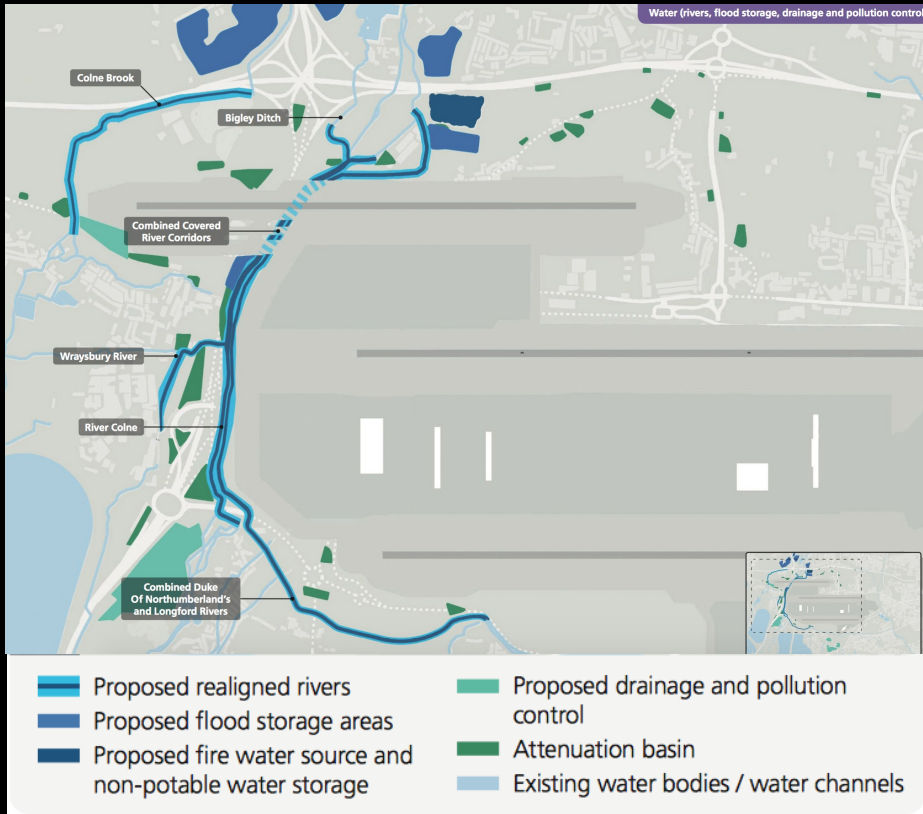 Water (rivers, flood storage, drainage and pollution control)
Colne Brook
Bigley Ditch
Combined Covered
River Corridors
Wraysbury River
River Colne
Combined Duke
Of Northumberland's
and Longford Rivers
Proposed realigned rivers
Proposed flood storage areas
Proposed fire water source and
non-potable water storage
Proposed drainage and pollution
control
Attenuation basin
Existing water bodies / water channels